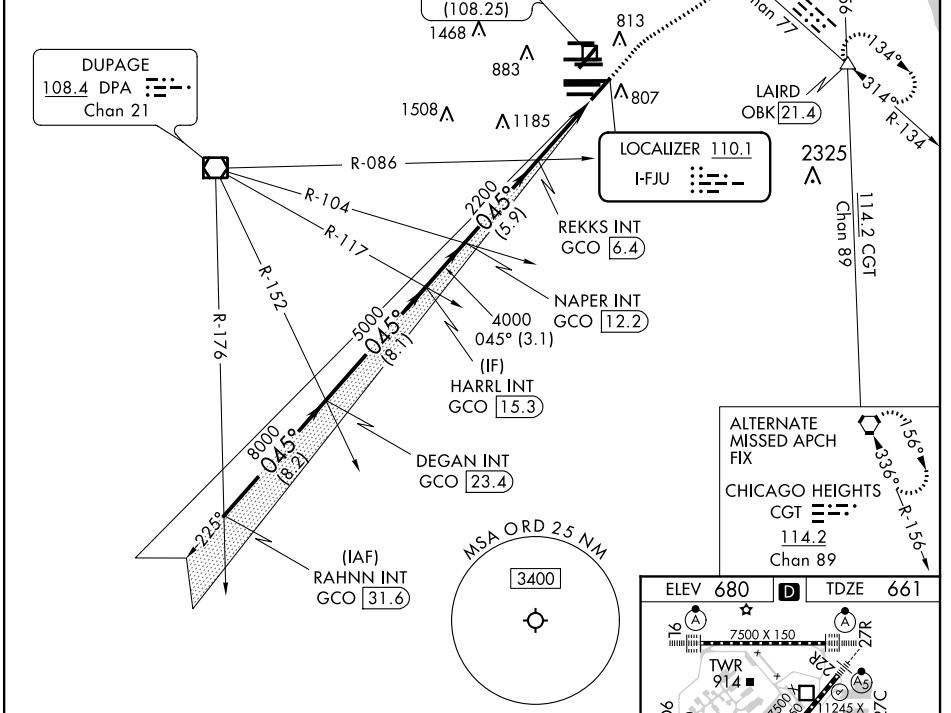 (108.25)
1468
813
883
807
1508
1185
DUPAGE
108.4 DPA
Chan 21
LOCALIZER 110.1
I-FJU
Chan 77
LAIRD
OBK 21.4
134°
314°
R-134
2325
114.2 CGT
Chan 89
R-086
R-104
R-117
R-152
R-176
2200
045°
(5.9)
REKKS INT
GCO 6.4
NAPER INT
GCO 12.2
4000
045° (3.1)
5000
045°
(8.1)
(IF)
HARRL INT
GCO 15.3
8000
045°
(8.2)
DEGAN INT
GCO 23.4
225°
(IAF)
RAHNN INT
GCO 31.6
MSA ORD 25 NM
3400
ALTERNATE
MISSED APCH
FIX
CHICAGO HEIGHTS
CGT
114.2
Chan 89
156°
336°
R-156
ELEV 680
D
TDZE 661
A
A
9L
7500 X 150
27R
TWR
914
22R
A5
11245 X